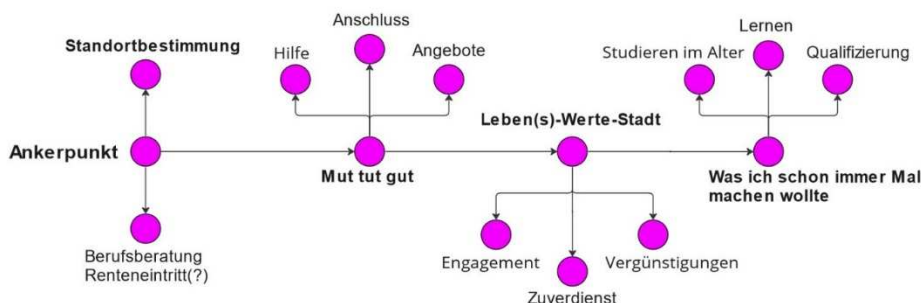 Standortbestimmung
Ankerpunkt
Berufsberatung
Renteneintritt(?)
Hilfe
Anschluss
Angebote
Mut tut gut
Leben(s)-Werte-Stadt
Engagement
Zuverdienst
Vergünstigungen
Studieren im Alter
Lernen
Qualifizierung
Was ich schon immer Mal
machen wollte